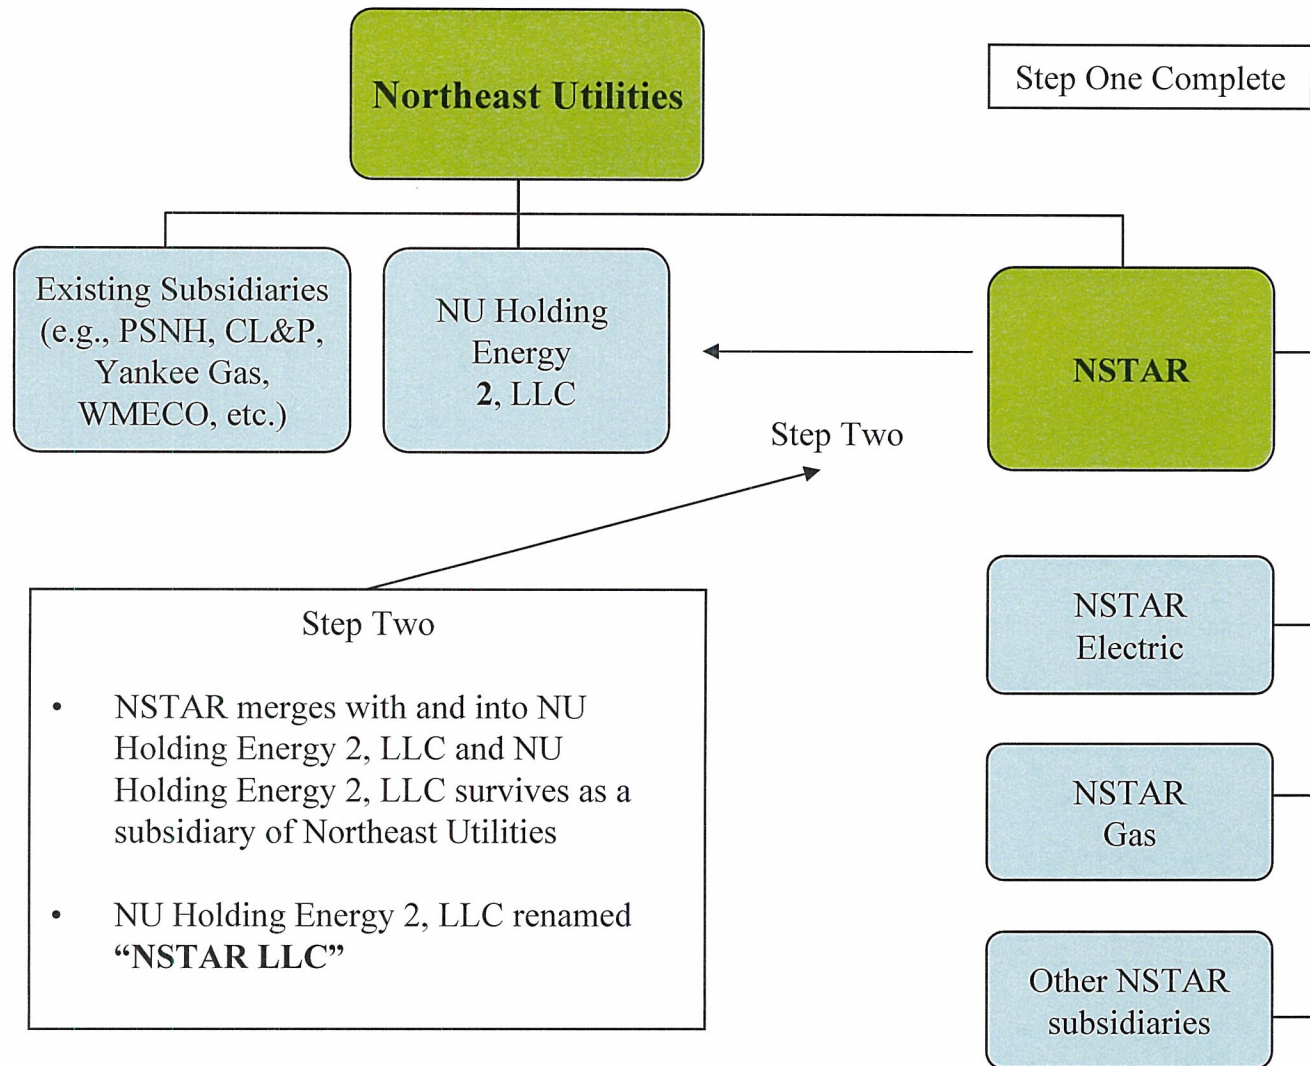 Northeast Utilities
Step One Complete
Existing Subsidiaries
(e.g., PSNH, CL&P,
Yankee Gas,
WMECO, etc.)
NU Holding
Energy
2, LLC
NSTAR
Step Two
Step Two
• NSTAR merges with and into NU
Holding Energy 2, LLC and NU
Holding Energy 2, LLC survives as a
subsidiary of Northeast Utilities
• NU Holding Energy 2, LLC renamed
“NSTAR LLC”
NSTAR
Electric
NSTAR
Gas
Other NSTAR
subsidiaries